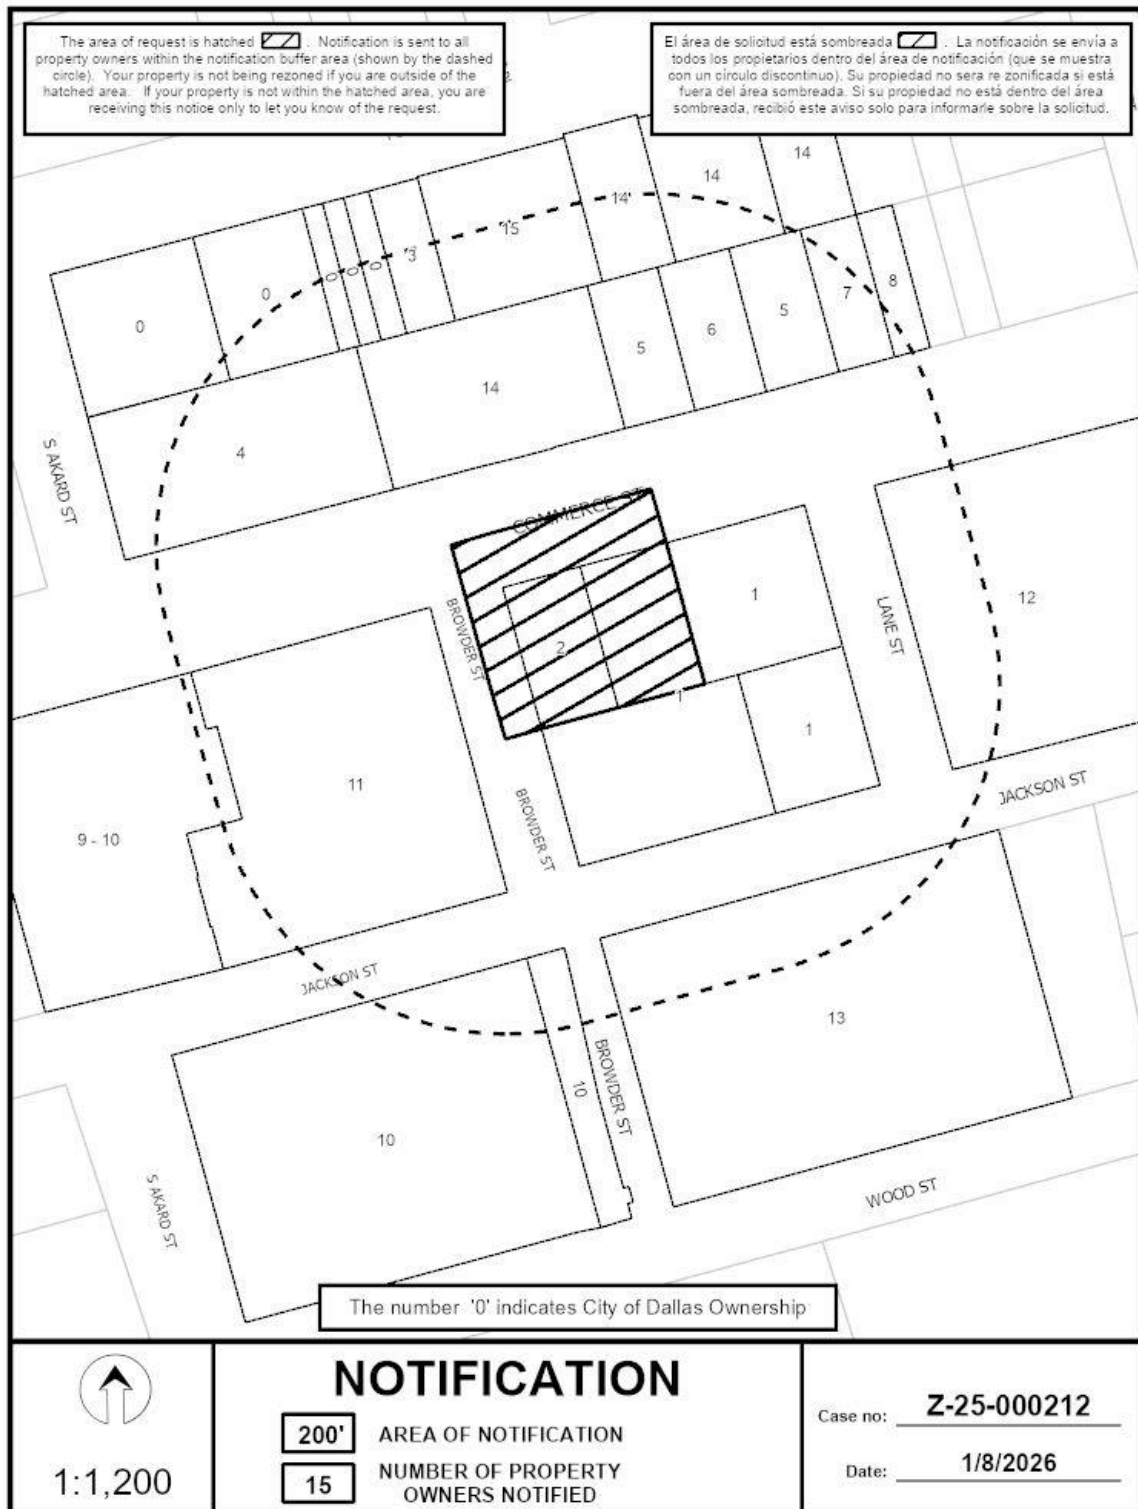 The area of request is hatched . Notification is sent to all
property owners within the notification buffer area (shown by the dashed
circle). Your property is not being rezoned if you are outside of the
hatched area. If your property is not within the hatched area, you are
receiving this notice only to let you know of the request.
El área de solicitud está sombreada . La notificación se envía a
todos los propietarios dentro del área de notificación (que se muestra
con un círculo discontinuo). Su propiedad no sera re zonificada si está
fuera del área sombreada. Si su propiedad no está dentro del área
sombreada, recibió este aviso solo para informarle sobre la solicitud.
14
14
14
15
3
0
0
0
0
0
8
7
5
6
5
14
4
S AKARD ST
COMMERCE ST
BROWDER ST
2
1
LANE ST
12
1
1
11
9 - 10
BROWDER ST
JACKSON ST
JACKSON ST
13
10
BROWDER ST
10
S AKARD ST
WOOD ST
The number '0' indicates City of Dallas Ownership
1:1,200
NOTIFICATION
200' AREA OF NOTIFICATION
15 NUMBER OF PROPERTY
OWNERS NOTIFIED
Case no: Z-25-000212
Date: 1/8/2026